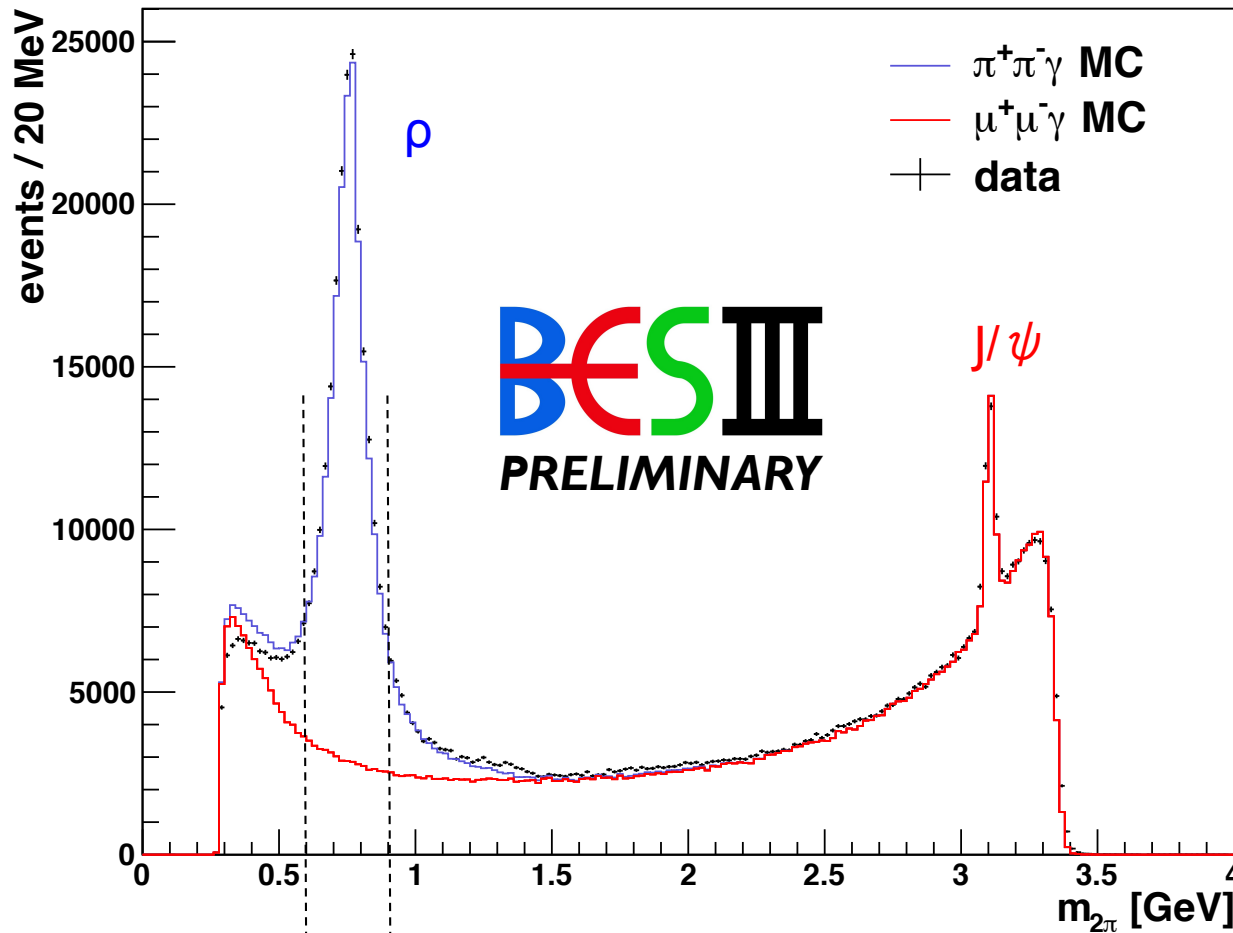 events / 20 MeV
25000
20000
15000
10000
5000
0
π⁺π⁻γ MC
μ⁺μ⁻γ MC
data
ρ
BESIII
PRELIMINARY
J/ψ
0 0.5 1 1.5 2 2.5 3 3.5 4
m₂π [GeV]